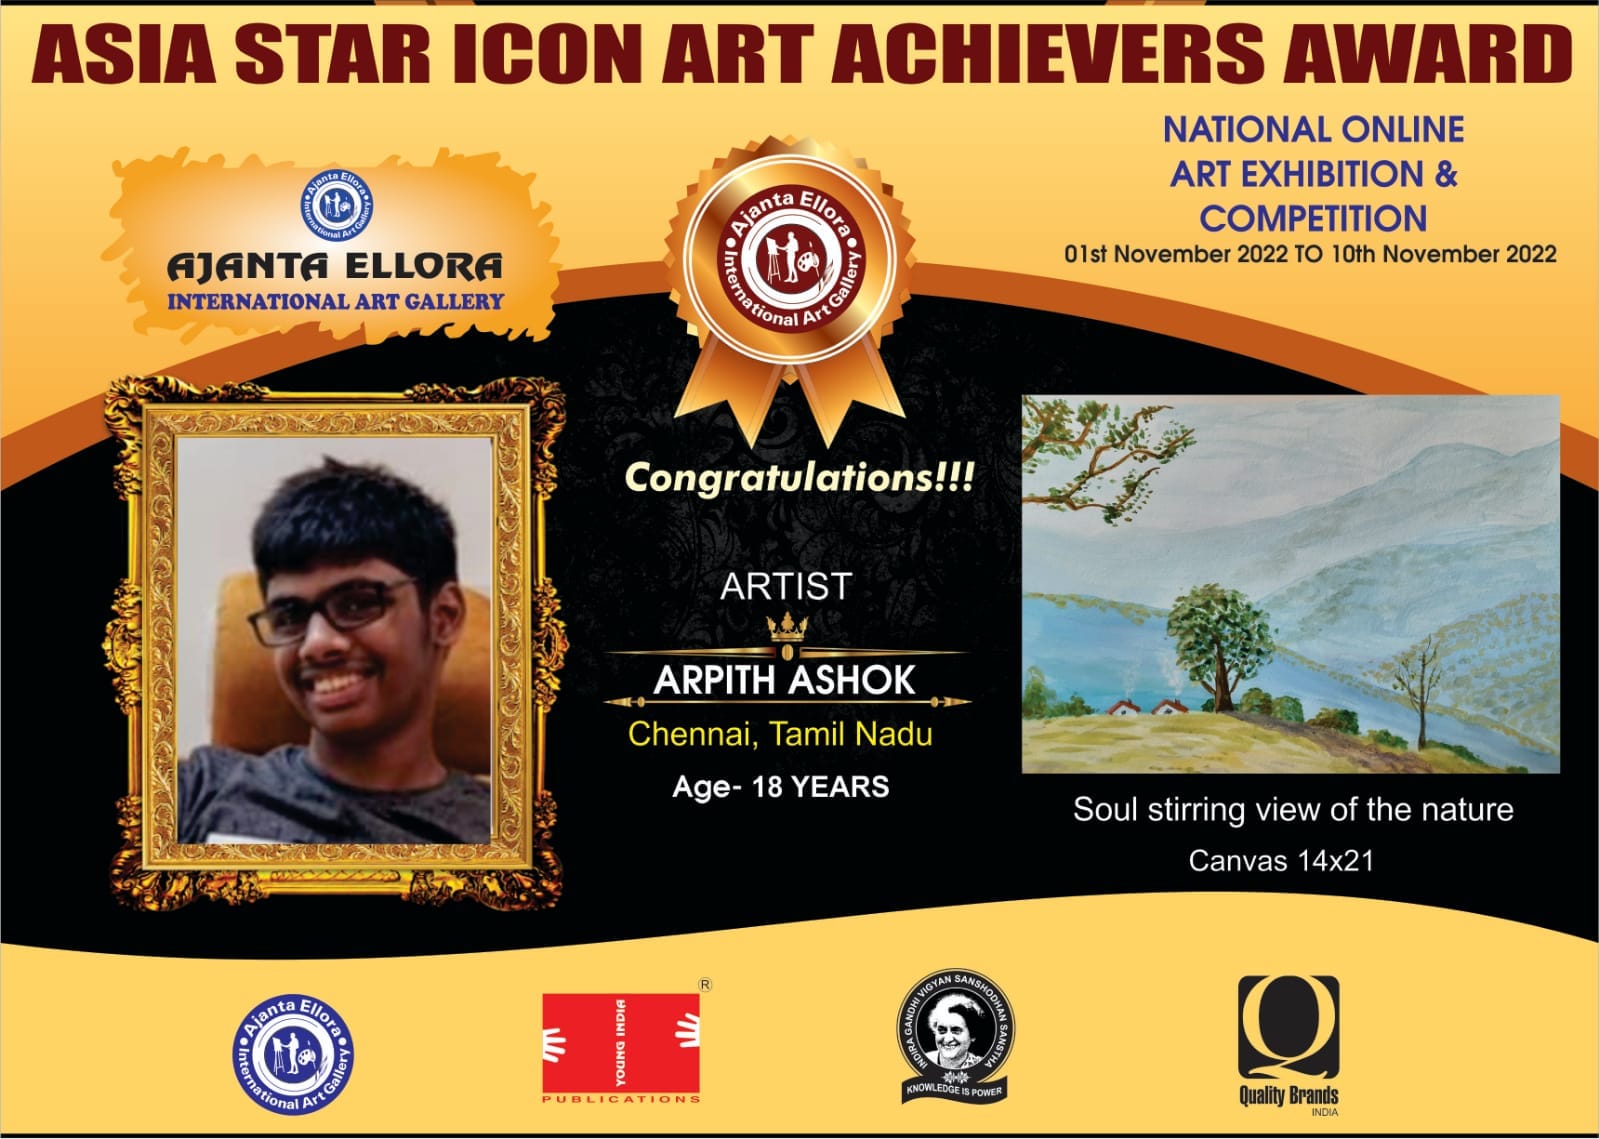 ASIA STAR ICON ART ACHIEVERS AWARD
NATIONAL ONLINE
ART EXHIBITION &
COMPETITION
01st November 2022 TO 10th November 2022
Ajanta Ellora
International Art Gallery
AJANTA ELLORA
INTERNATIONAL ART GALLERY
Ajanta Ellora
International Art Gallery
Congratulations!!!
ARTIST
ARPITH ASHOK
Chennai, Tamil Nadu
Age- 18 YEARS
Soul stirring view of the nature
Canvas 14x21
Ajanta Ellora
International Art Gallery
YOUNG INDIA
®
PUBLICATIONS
INDIRA GANDHI VIGYAN SANSHODHAN SANSTHA
KNOWLEDGE IS POWER
Q
Quality Brands
INDIA